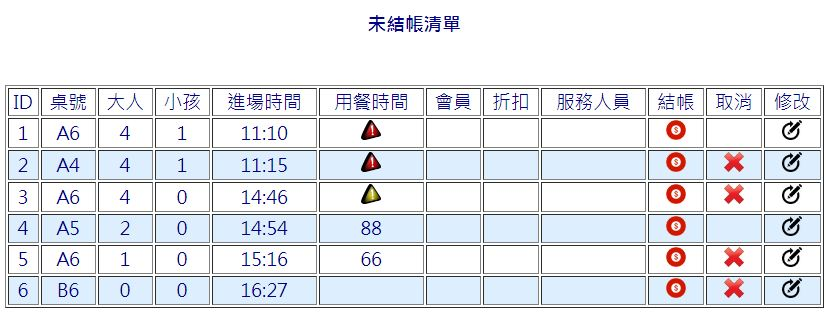 未結帳清單
ID 桌號 大人 小孩 進場時間 用餐時間 會員 折扣 服務人員 結帳 取消 修改
1 A6 4 1 11:10
2 A4 4 1 11:15
3 A6 4 0 14:46
4 A5 2 0 14:54 88
5 A6 1 0 15:16 66
6 B6 0 0 16:27